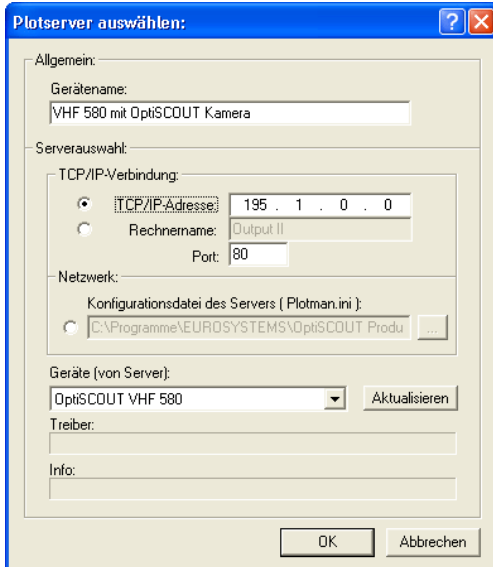 Plotserver auswählen:
Allgemein:
Gerätename:
VHF 580 mit OptiSCOUT Kamera
Serverauswahl:
TCP/IP-Verbindung:
TCP/IP-Adresse: 195 . 1 . 0 . 0
Rechnername: Output II
Port: 80
Netzwerk:
Konfigurationsdatei des Servers ( Plotman.ini ):
C:\Programme\EUROSYSTEMS\OptiSCOUT Produ ...
Geräte (von Server):
OptiSCOUT VHF 580 Aktualisieren
Treiber:
Info:
OK Abbrechen